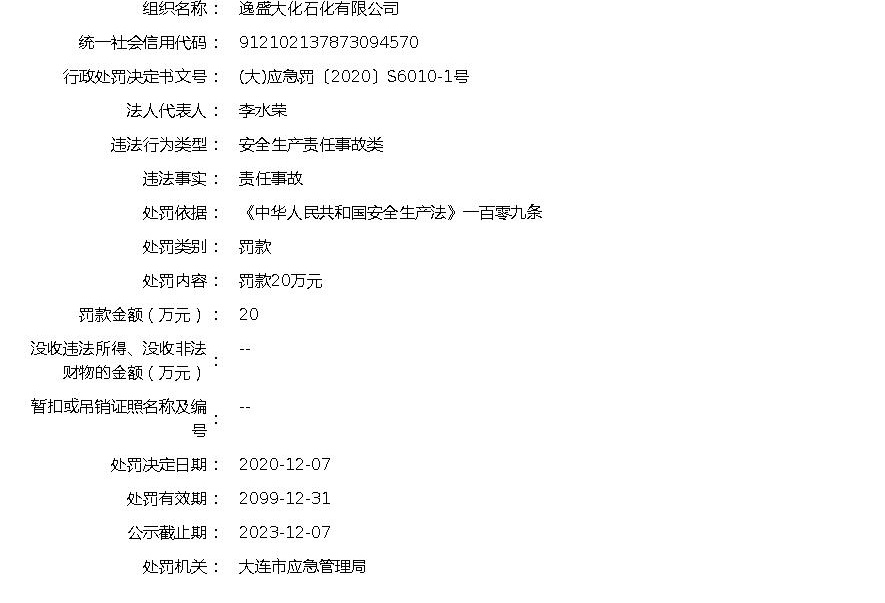 组织名称： 逸盛大化石化有限公司
统一社会信用代码： 912102137873094570
行政处罚决定书文号： (大)应急罚〔2020〕S6010-1号
法人代表人： 李水荣
违法行为类型： 安全生产责任事故类
违法事实： 责任事故
处罚依据： 《中华人民共和国安全生产法》一百零九条
处罚类别： 罚款
处罚内容： 罚款20万元
罚款金额（万元）： 20
没收违法所得、没收非法
财物的金额（万元）： --
暂扣或吊销证照名称及编
号： --
处罚决定日期： 2020-12-07
处罚有效期： 2099-12-31
公示截止期： 2023-12-07
处罚机关： 大连市应急管理局